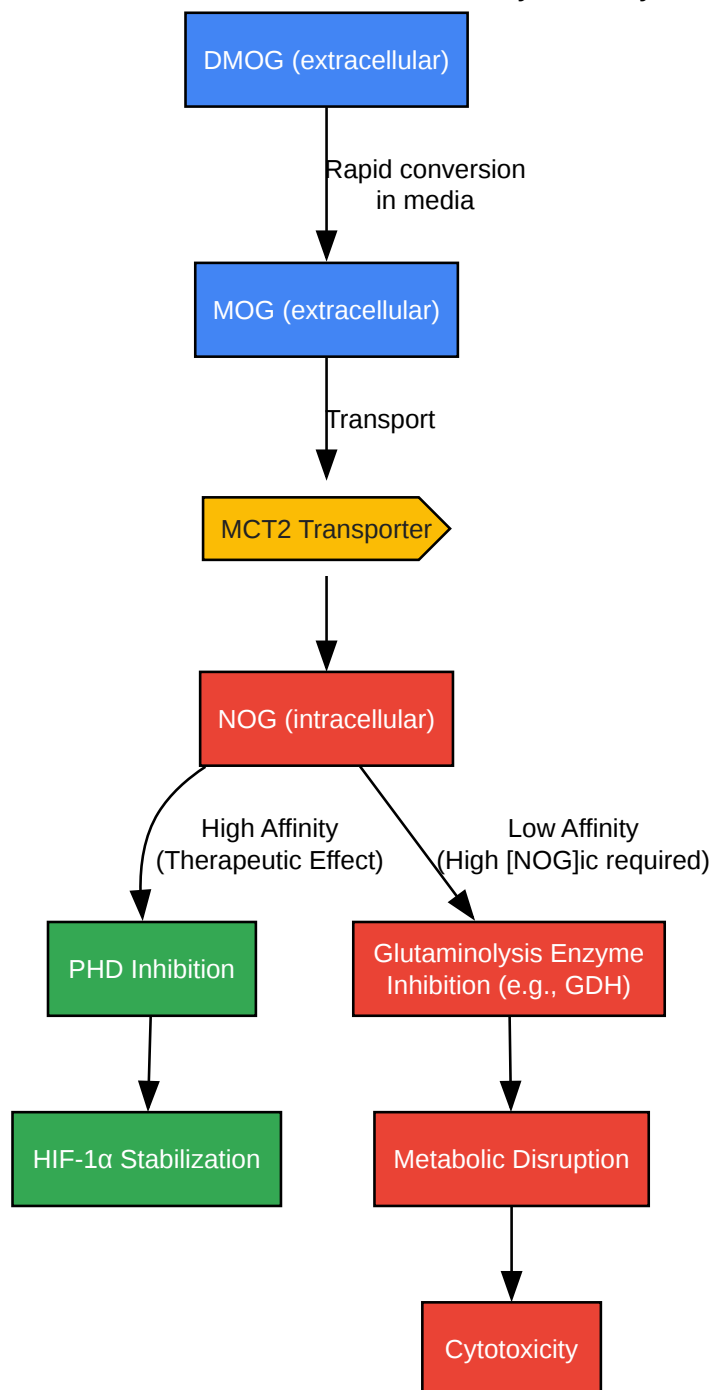 DMOG (extracellular)
Rapid conversion
in media
MOG (extracellular)
Transport
MCT2 Transporter
NOG (intracellular)
High Affinity
(Therapeutic Effect)
Low Affinity
(High [NOG]ic required)
PHD Inhibition
Glutaminolysis Enzyme
Inhibition (e.g., GDH)
HIF-1α Stabilization
Metabolic Disruption
Cytotoxicity